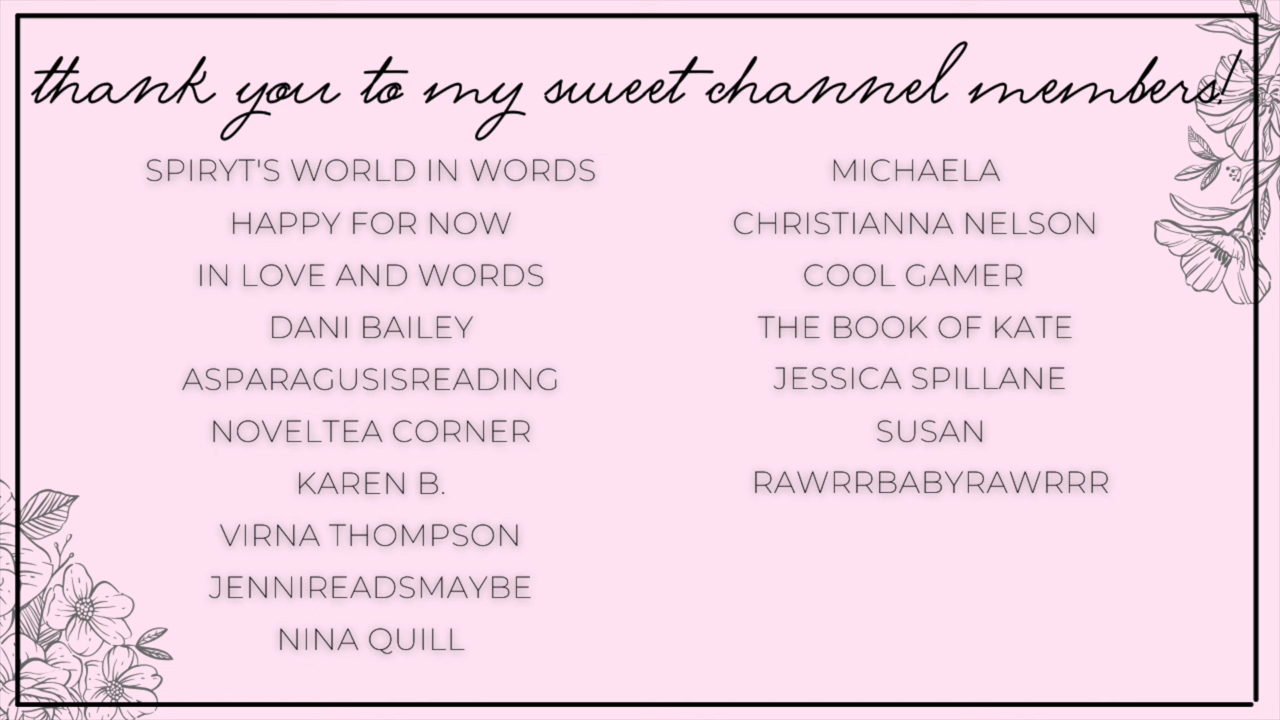 thank you to my sweet channel members!
SPIRYT'S WORLD IN WORDS
HAPPY FOR NOW
IN LOVE AND WORDS
DANI BAILEY
ASPARAGUSISREADING
NOVELTEA CORNER
KAREN B.
VIRNA THOMPSON
JENNIREADSMAYBE
NINA QUILL
MICHAELA
CHRISTIANNA NELSON
COOL GAMER
THE BOOK OF KATE
JESSICA SPILLANE
SUSAN
RAWRRBABYRAWRRR